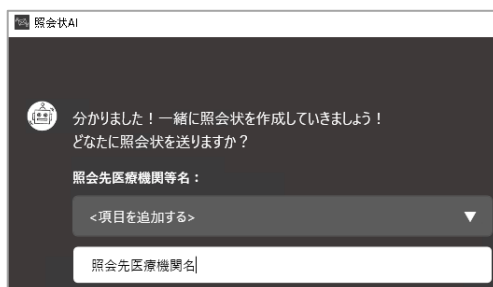 照会状AI
分かりました！一緒に照会状を作成していきましょう！
どなたに照会状を送りますか？
照会先医療機関等名：
<項目を追加する>
照会先医療機関名